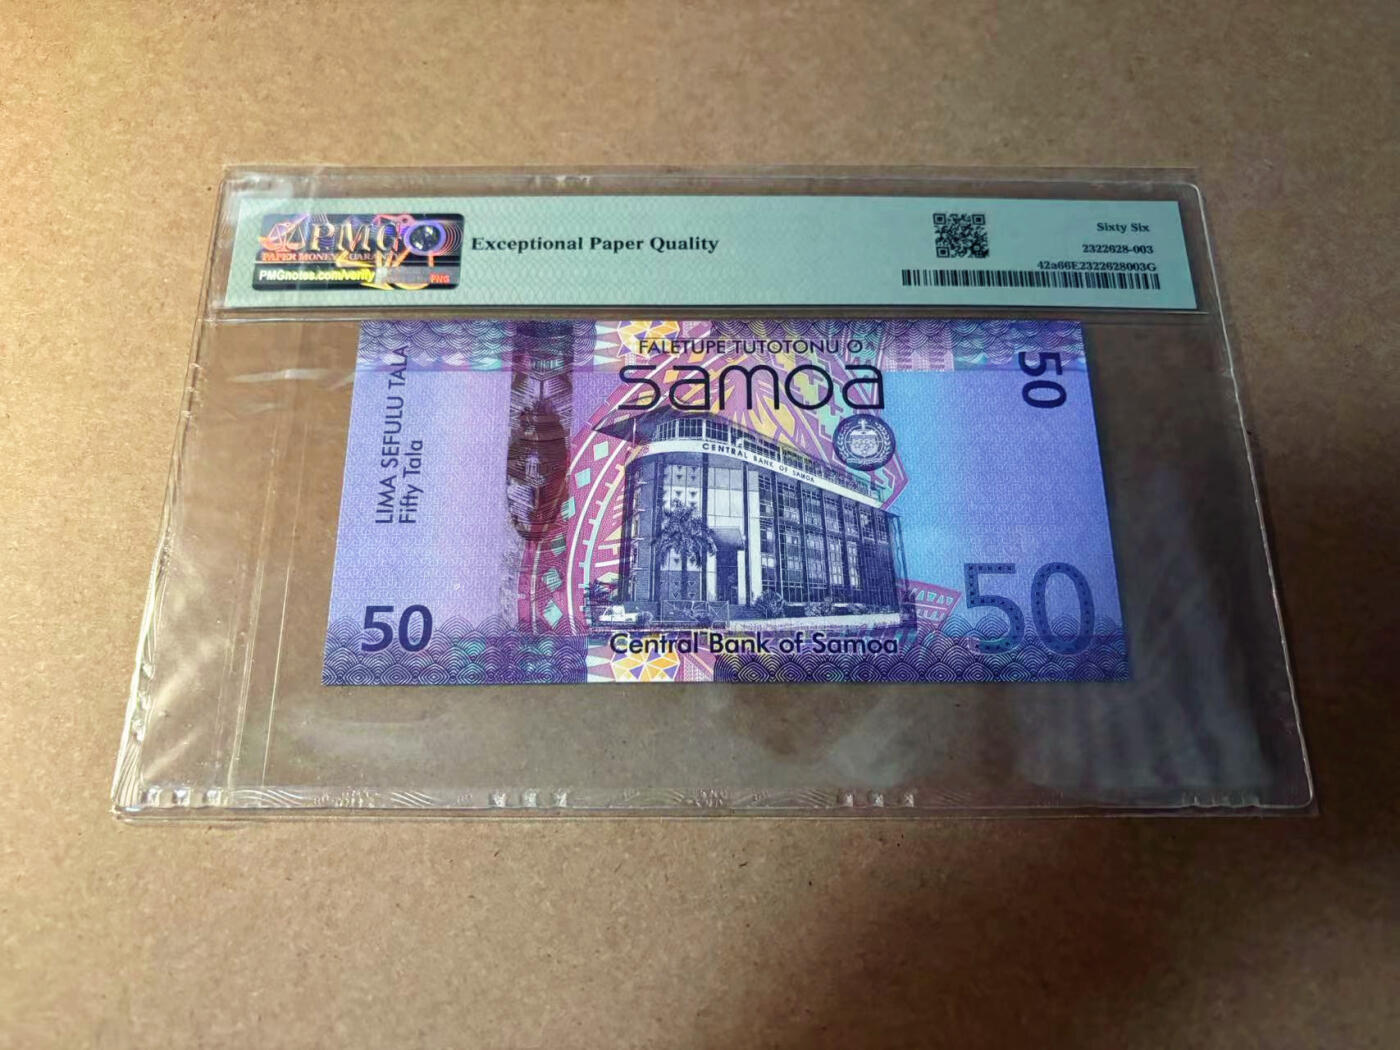 PMG
PAPER MONEY GUARANTY
PMGnotes.com/verify
PMG
Exceptional Paper Quality
Sixty Six
2322628-003
42a66E2322628003G
LIMA SEFULU TALA
Fifty Tala
FALETUPE TUTOTONU O
samoa
50
CENTRAL BANK OF SAMOA
50
50
Central Bank of Samoa